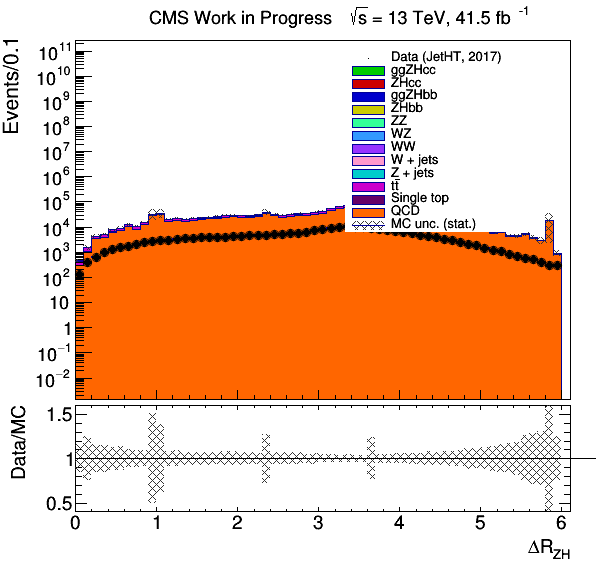 CMS Work in Progress √s = 13 TeV, 41.5 fb⁻¹
Events/0.1
10¹¹
10¹⁰
10⁹
10⁸
10⁷
10⁶
10⁵
10⁴
10³
10²
10
1
10⁻¹
10⁻²
Data (JetHT, 2017)
ggZHcc
ZHcc
ggZHbb
ZHbb
ZZ
WZ
WW
W + jets
Z + jets
tt̄
Single top
QCD
MC unc. (stat.)
Data/MC
1.5
1
0.5
0 1 2 3 4 5 6
ΔR_ZH